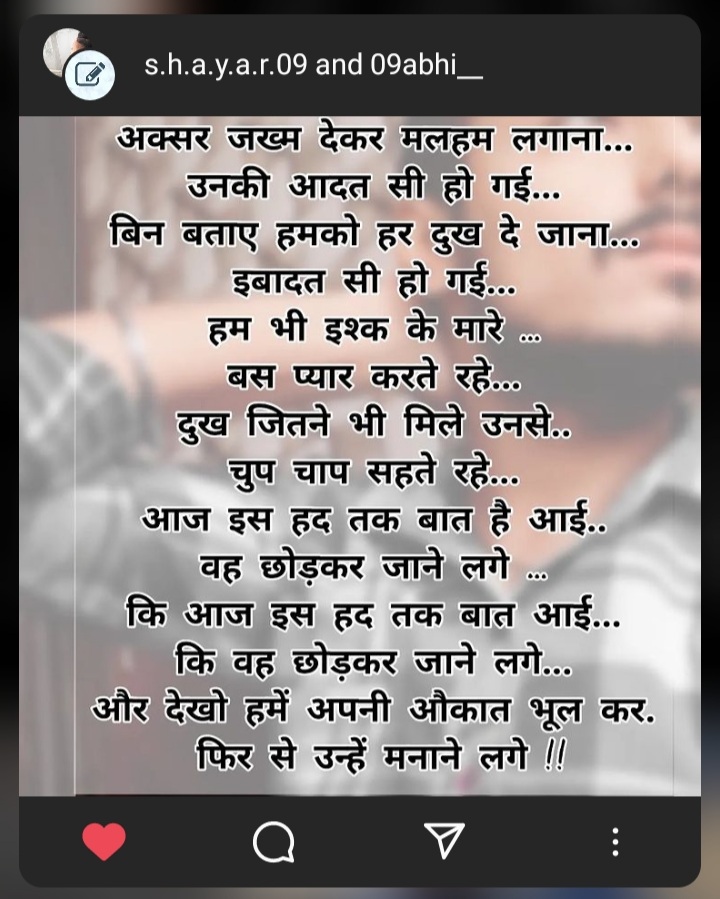 s.h.a.y.a.r.09 and 09abhi__
अक्सर जख्म देकर मलहम लगाना...
उनकी आदत सी हो गई...
बिन बताए हमको हर दुख दे जाना...
इबादत सी हो गई...
हम भी इश्क के मारे ...
बस प्यार करते रहे...
दुख जितने भी मिले उनसे..
चुप चाप सहते रहे...
आज इस हद तक बात है आई..
वह छोड़कर जाने लगे ...
कि आज इस हद तक बात आई...
कि वह छोड़कर जाने लगे...
और देखो हमें अपनी औकात भूल कर.
फिर से उन्हें मनाने लगे !!